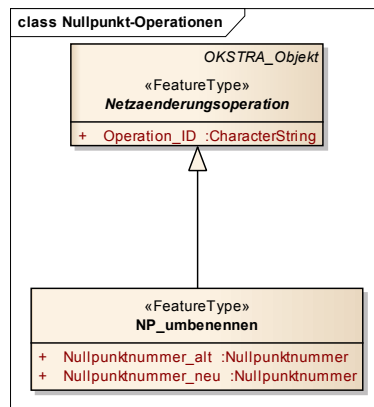 class Nullpunkt-Operationen
OKSTRA_Objekt
«FeatureType»
Netzaenderungsoperation
+ Operation_ID :CharacterString
«FeatureType»
NP_umbenennen
+ Nullpunktnummer_alt :Nullpunktnummer
+ Nullpunktnummer_neu :Nullpunktnummer